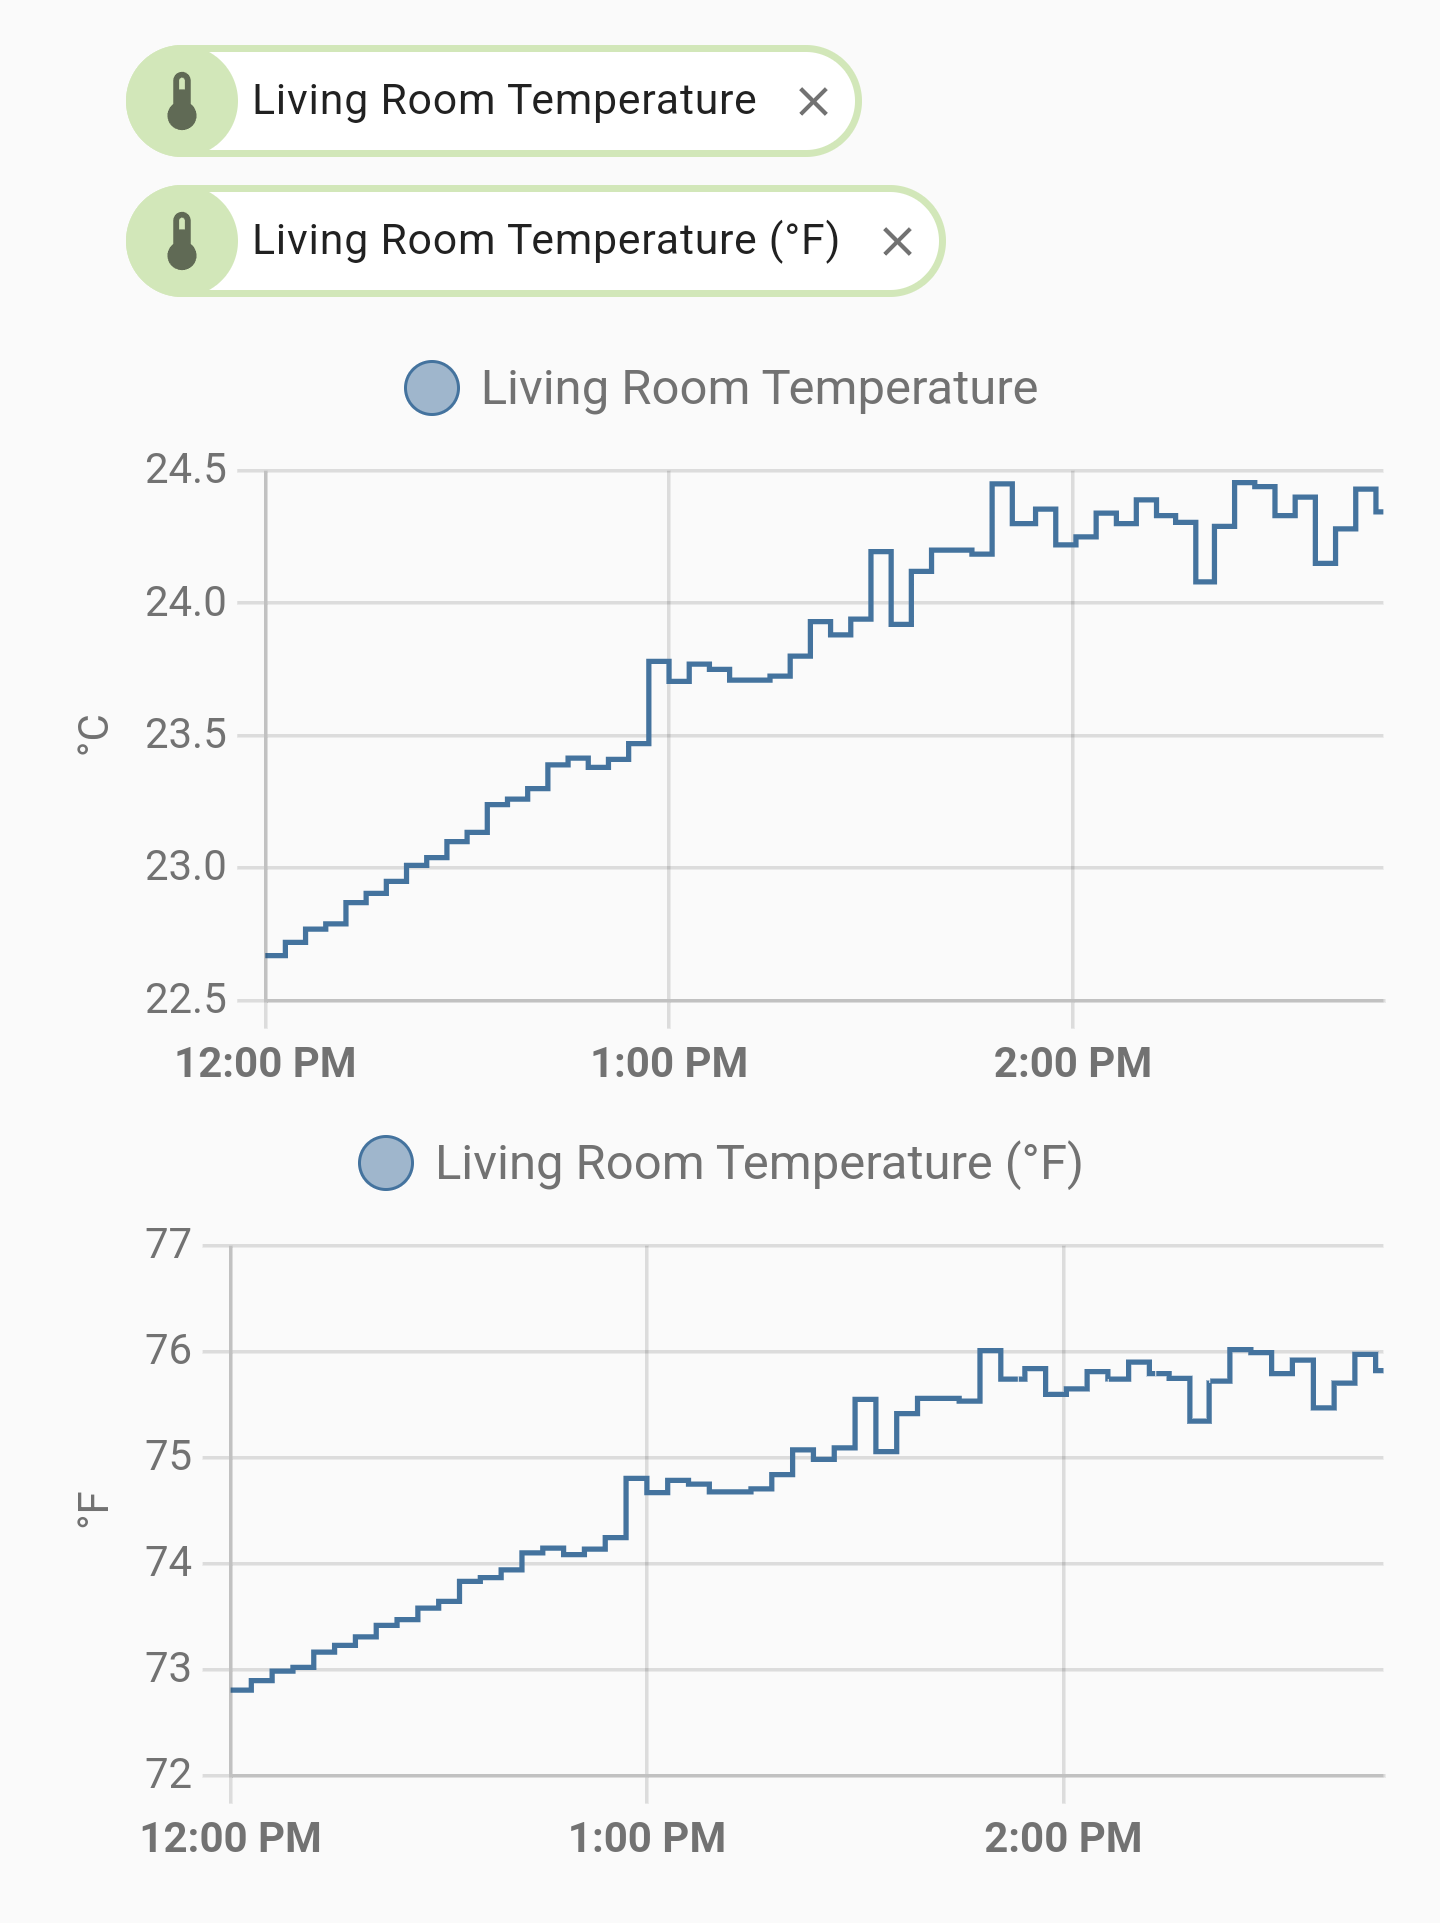 Living Room Temperature
Living Room Temperature (°F)
Living Room Temperature
24.5
24.0
23.5
23.0
22.5
°C
12:00 PM 1:00 PM 2:00 PM
Living Room Temperature (°F)
77
76
75
74
73
72
°F
12:00 PM 1:00 PM 2:00 PM